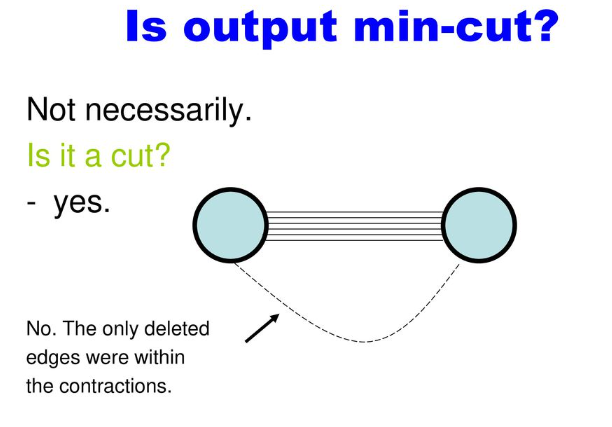 Is output min-cut?
Not necessarily.
Is it a cut?
- yes.
No. The only deleted
edges were within
the contractions.